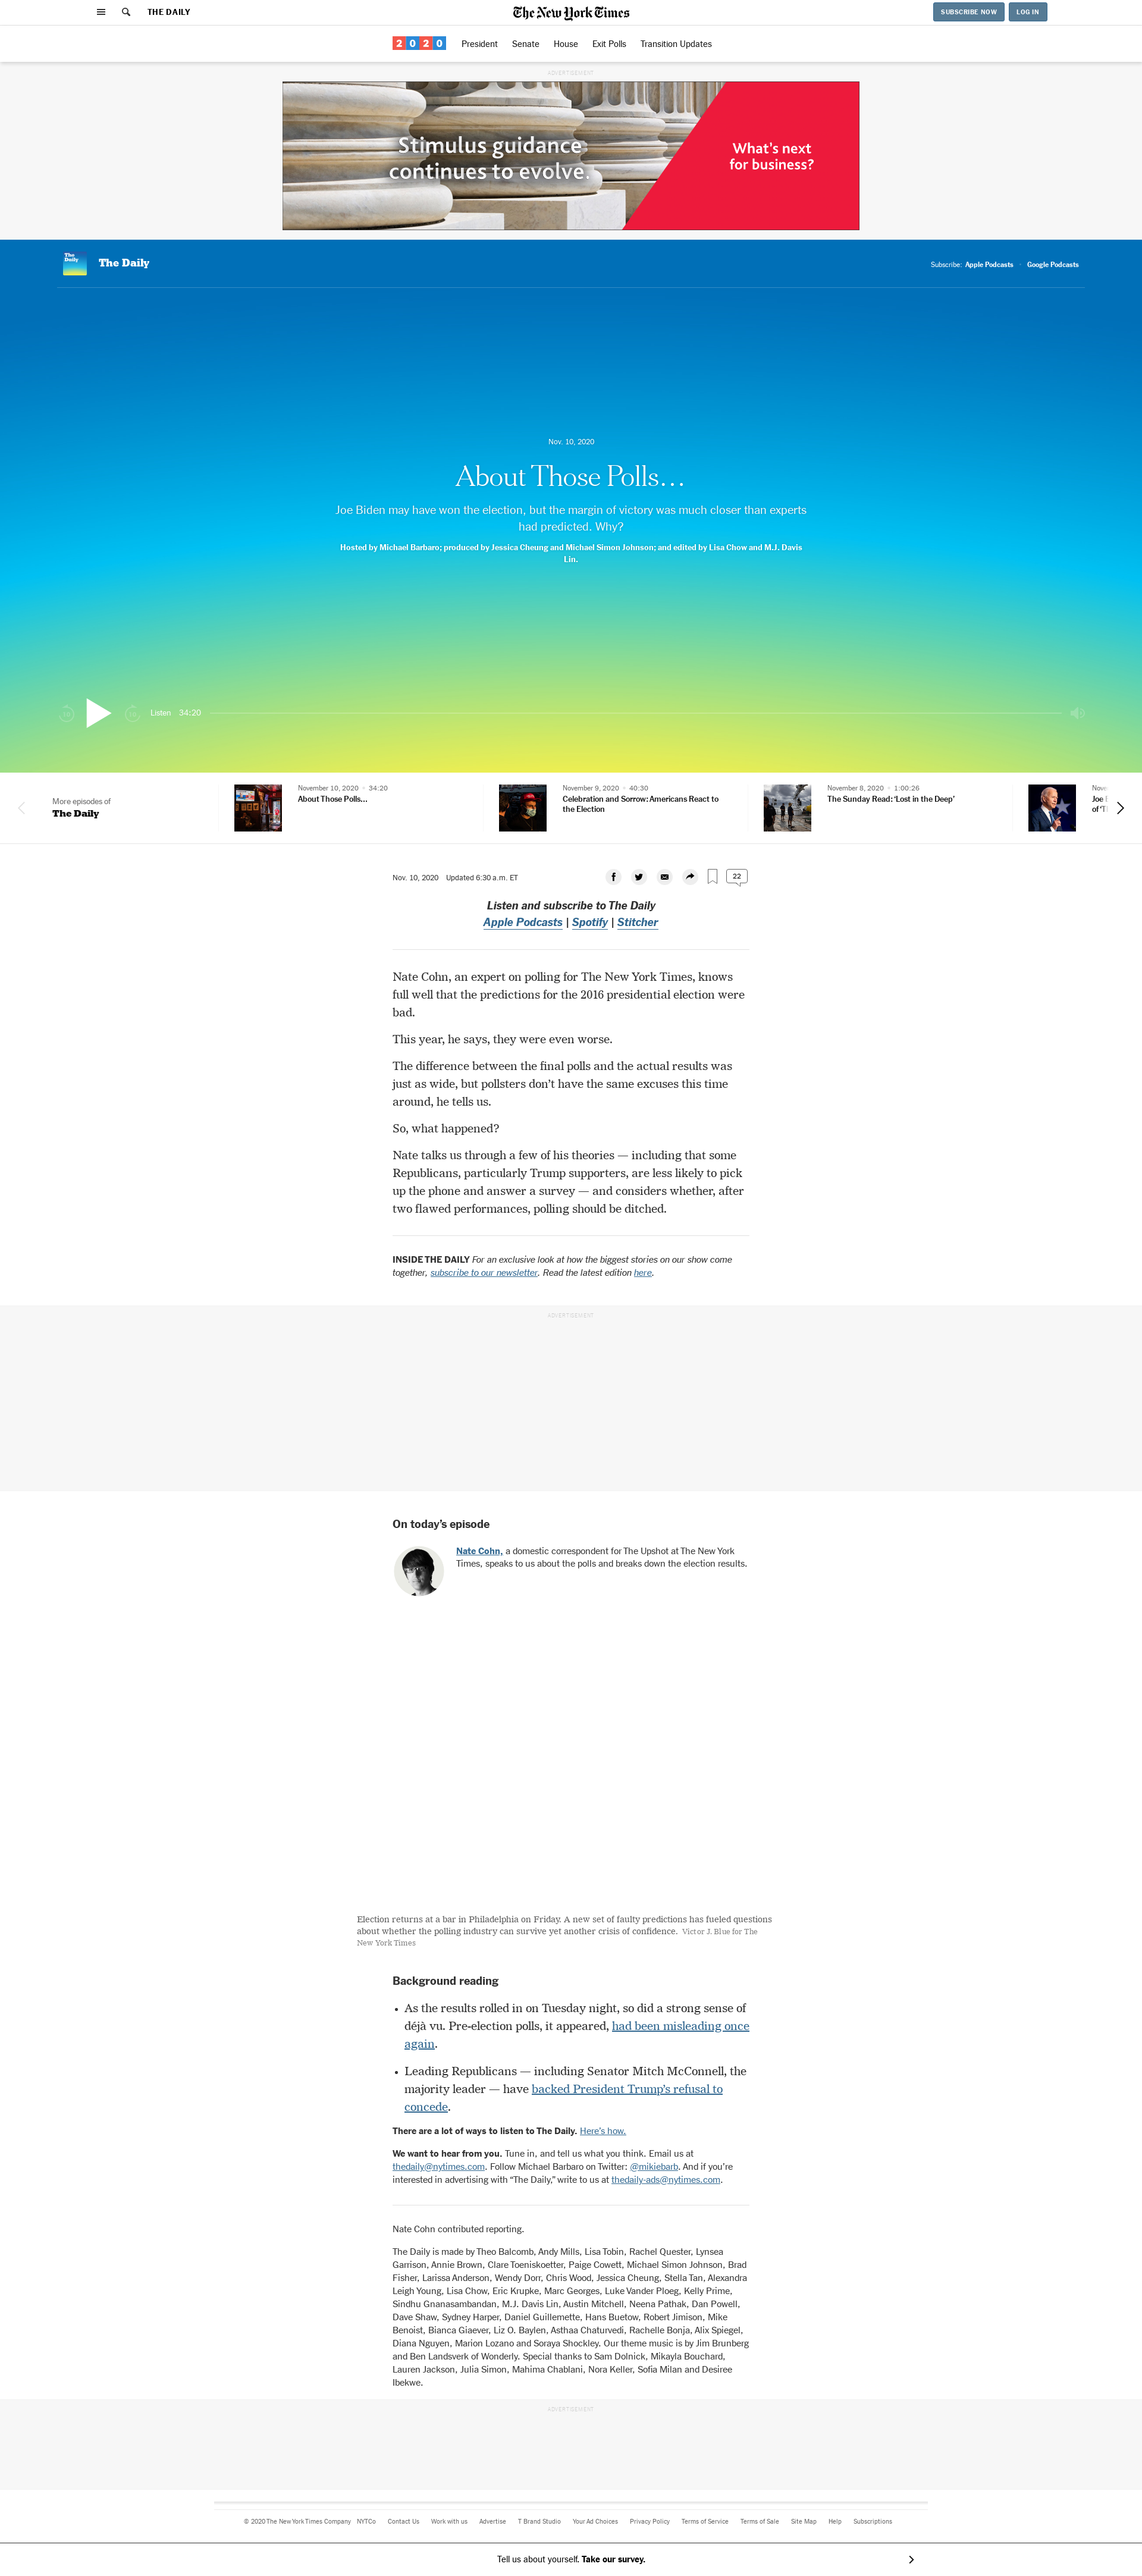 THE DAILY
The New York Times
SUBSCRIBE NOW
LOG IN
2020
President
Senate
House
Exit Polls
Transition Updates
ADVERTISEMENT
Stimulus guidance
continues to evolve.
What's next
for business?
The Daily
The Daily
Subscribe: Apple Podcasts · Google Podcasts
Nov. 10, 2020
About Those Polls…
Joe Biden may have won the election, but the margin of victory was much closer than experts
had predicted. Why?
Hosted by Michael Barbaro; produced by Jessica Cheung and Michael Simon Johnson; and edited by Lisa Chow and M.J. Davis
Lin.
Listen 34:20
More episodes of
The Daily
November 10, 2020 · 34:20
About Those Polls…
November 9, 2020 · 40:30
Celebration and Sorrow: Americans React to
the Election
November 8, 2020 · 1:00:26
The Sunday Read: 'Lost in the Deep'
Nove
Joe
of 'T
Nov. 10, 2020 Updated 6:30 a.m. ET
22
Listen and subscribe to The Daily
Apple Podcasts | Spotify | Stitcher
Nate Cohn, an expert on polling for The New York Times, knows
full well that the predictions for the 2016 presidential election were
bad.
This year, he says, they were even worse.
The difference between the final polls and the actual results was
just as wide, but pollsters don't have the same excuses this time
around, he tells us.
So, what happened?
Nate talks us through a few of his theories — including that some
Republicans, particularly Trump supporters, are less likely to pick
up the phone and answer a survey — and considers whether, after
two flawed performances, polling should be ditched.
INSIDE THE DAILY For an exclusive look at how the biggest stories on our show come
together, subscribe to our newsletter. Read the latest edition here.
ADVERTISEMENT
On today's episode
Nate Cohn, a domestic correspondent for The Upshot at The New York
Times, speaks to us about the polls and breaks down the election results.
Election returns at a bar in Philadelphia on Friday. A new set of faulty predictions has fueled questions
about whether the polling industry can survive yet another crisis of confidence. Victor J. Blue for The
New York Times
Background reading
• As the results rolled in on Tuesday night, so did a strong sense of
déjà vu. Pre-election polls, it appeared, had been misleading once
again.
• Leading Republicans — including Senator Mitch McConnell, the
majority leader — have backed President Trump's refusal to
concede.
There are a lot of ways to listen to The Daily. Here's how.
We want to hear from you. Tune in, and tell us what you think. Email us at
thedaily@nytimes.com. Follow Michael Barbaro on Twitter: @mikiebarb. And if you're
interested in advertising with "The Daily," write to us at thedaily-ads@nytimes.com.
Nate Cohn contributed reporting.
The Daily is made by Theo Balcomb, Andy Mills, Lisa Tobin, Rachel Quester, Lynsea
Garrison, Annie Brown, Clare Toeniskoetter, Paige Cowett, Michael Simon Johnson, Brad
Fisher, Larissa Anderson, Wendy Dorr, Chris Wood, Jessica Cheung, Stella Tan, Alexandra
Leigh Young, Lisa Chow, Eric Krupke, Marc Georges, Luke Vander Ploeg, Kelly Prime,
Sindhu Gnanasambandan, M.J. Davis Lin, Austin Mitchell, Neena Pathak, Dan Powell,
Dave Shaw, Sydney Harper, Daniel Guillemette, Hans Buetow, Robert Jimison, Mike
Benoist, Bianca Giaever, Liz O. Baylen, Asthaa Chaturvedi, Rachelle Bonja, Alix Spiegel,
Diana Nguyen, Marion Lozano and Soraya Shockley. Our theme music is by Jim Brunberg
and Ben Landsverk of Wonderly. Special thanks to Sam Dolnick, Mikayla Bouchard,
Lauren Jackson, Julia Simon, Mahima Chablani, Nora Keller, Sofia Milan and Desiree
Ibekwe.
ADVERTISEMENT
© 2020 The New York Times Company NYTCo Contact Us Work with us Advertise T Brand Studio Your Ad Choices Privacy Policy Terms of Service Terms of Sale Site Map Help Subscriptions
Tell us about yourself. Take our survey.